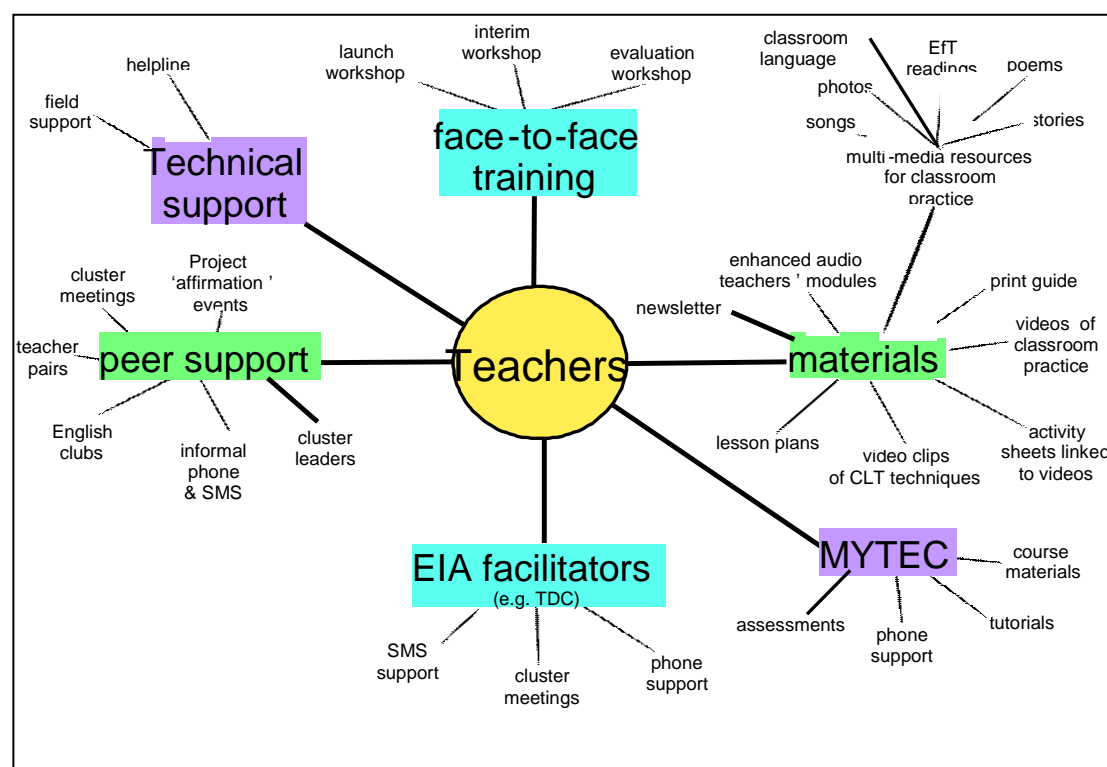 helpline
field
support
Technical
support
launch
workshop
interim
workshop
evaluation
workshop
face-to-face
training
classroom
language
EfT
readings
poems
photos
songs
stories
multi-media resources
for classroom
practice
Project
‘affirmation’
events
cluster
meetings
teacher
pairs
peer support
English
clubs
informal
phone
& SMS
cluster
leaders
Teachers
enhanced audio
teachers’ modules
newsletter
print guide
materials
videos of
classroom
practice
lesson plans
video clips
of CLT techniques
activity
sheets linked
to videos
EIA facilitators
(e.g. TDC)
SMS
support
cluster
meetings
phone
support
MYTEC
course
materials
assessments
phone
support
tutorials